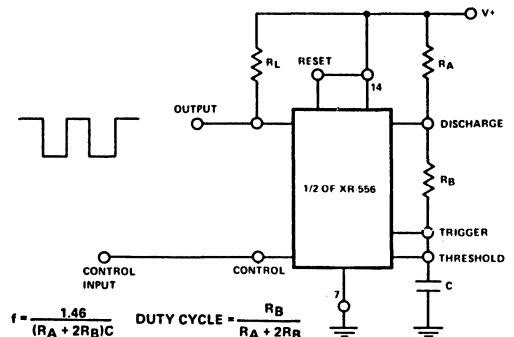 V+
RL
RESET
RA
14
OUTPUT
DISCHARGE
RB
1/2 OF XR-556
TRIGGER
THRESHOLD
CONTROL INPUT
CONTROL
C
7
f = 1.46 / (RA + 2RB)C
DUTY CYCLE = RB / RA + 2RB